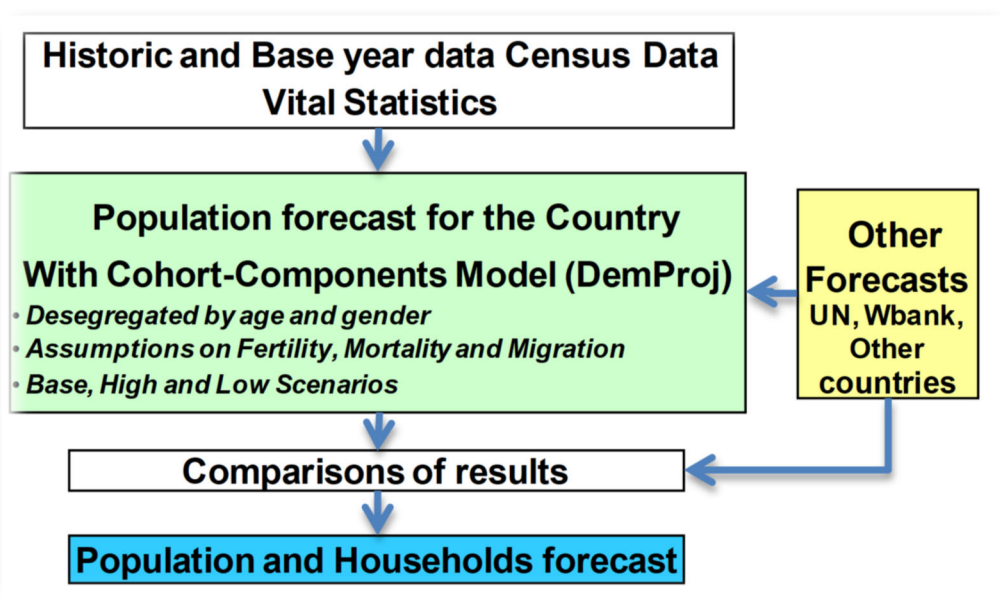 Historic and Base year data Census Data
Vital Statistics
Population forecast for the Country
With Cohort-Components Model (DemProj)
• Desegregated by age and gender
• Assumptions on Fertility, Mortality and Migration
• Base, High and Low Scenarios
Other
Forecasts
UN, Wbank,
Other
countries
Comparisons of results
Population and Households forecast